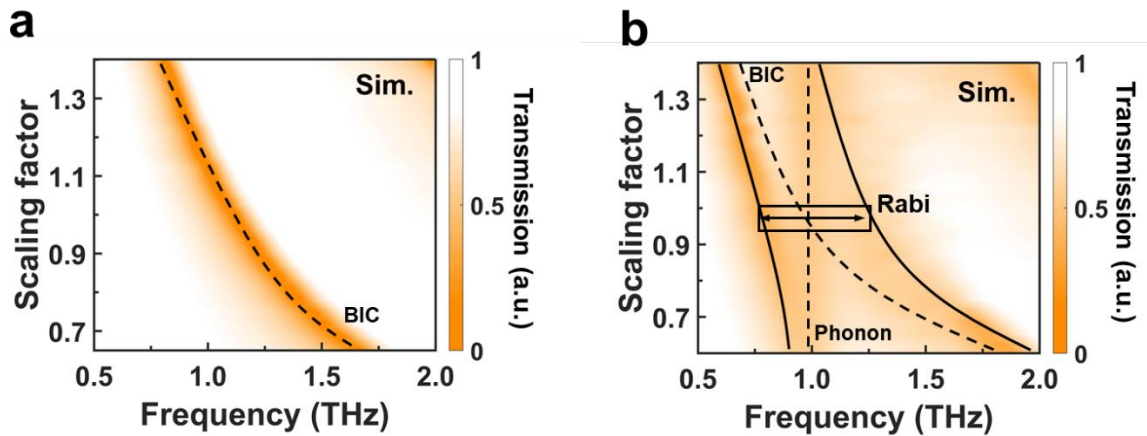 a
Sim.
BIC
1.3
1.1
0.9
0.7
Scaling factor
0.5
1.0
1.5
2.0
Frequency (THz)
1
0.5
0
Transmission (a.u.)
b
BIC
Sim.
Rabi
Phonon
1.3
1.1
0.9
0.7
Scaling factor
0.5
1.0
1.5
2.0
Frequency (THz)
1
0.5
0
Transmission (a.u.)